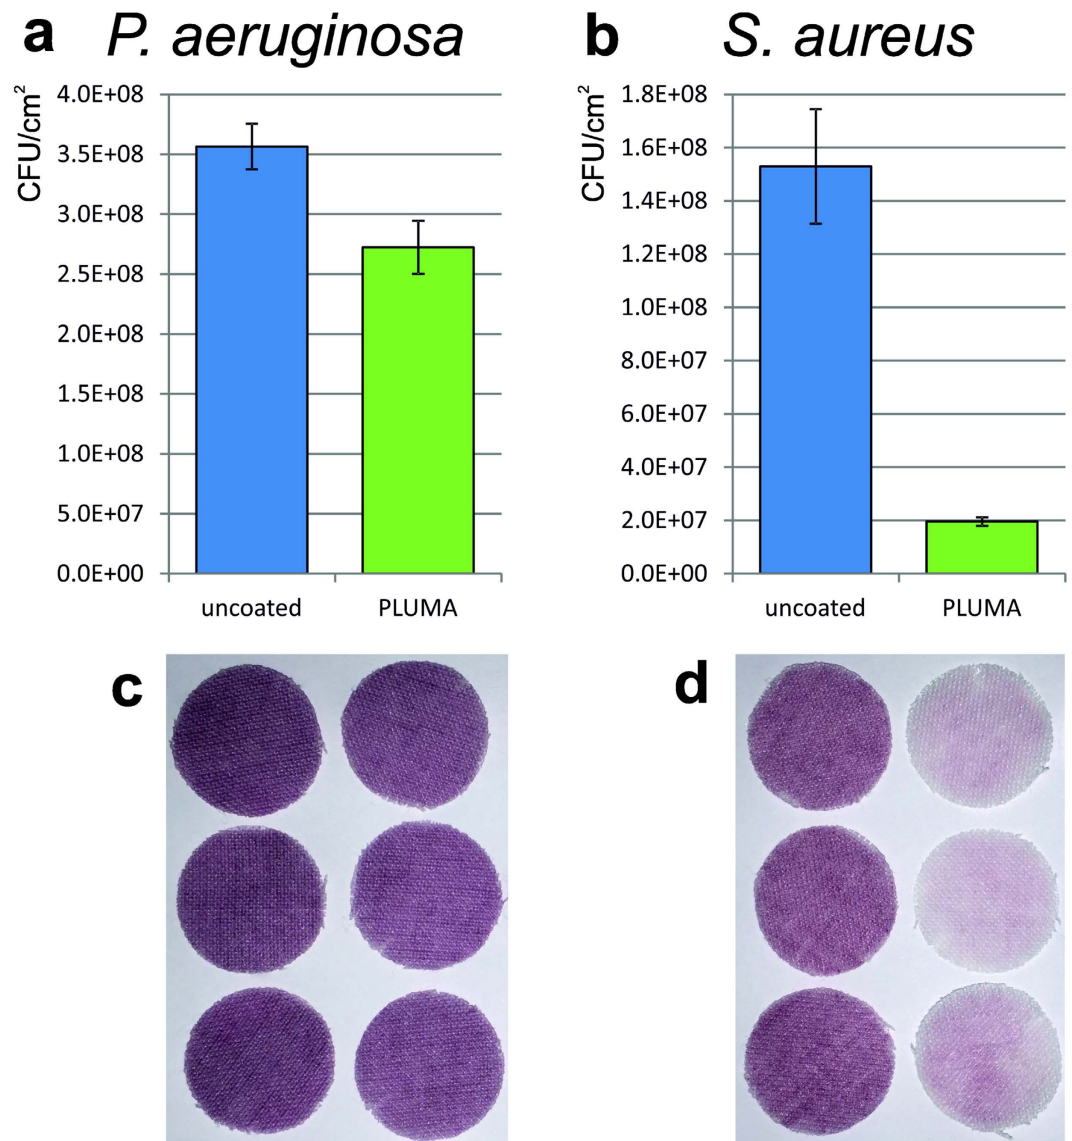 a P. aeruginosa
CFU/cm²
4.0E+08
3.5E+08
3.0E+08
2.5E+08
2.0E+08
1.5E+08
1.0E+08
5.0E+07
0.0E+00
uncoated PLUMA
b S. aureus
CFU/cm²
1.8E+08
1.6E+08
1.4E+08
1.2E+08
1.0E+08
8.0E+07
6.0E+07
4.0E+07
2.0E+07
0.0E+00
uncoated PLUMA
c
d